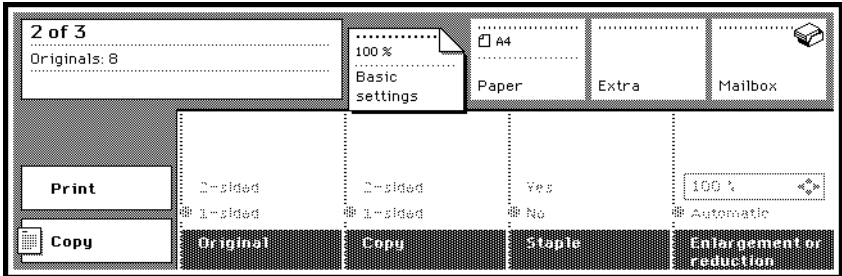 2 of 3
Originals: 8
100 %
Basic
settings
A4
Paper
Extra
Mailbox
Print
Copy
2-sided
1-sided
Original
2-sided
1-sided
Copy
Yes
No
Staple
100 %
Automatic
Enlargement or
reduction